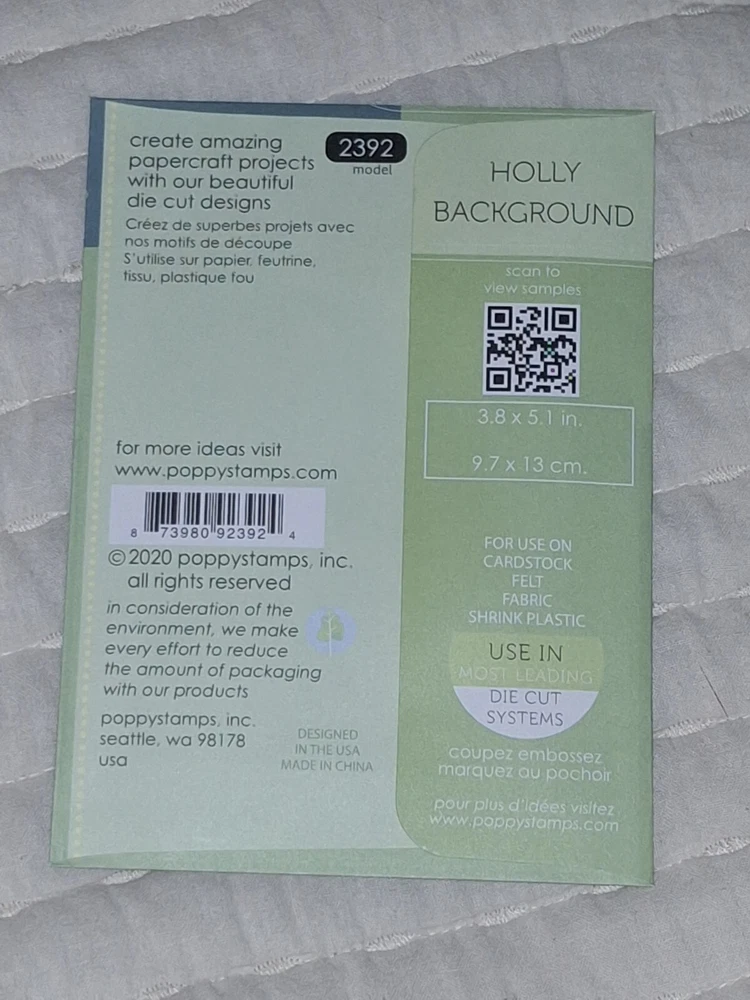 create amazing
papercraft projects
with our beautiful
die cut designs
2392
model
Créez de superbes projets avec
nos motifs de découpe
S'utilise sur papier, feutrine,
tissu, plastique fou
for more ideas visit
www.poppystamps.com
8 73980 92392 4
©2020 poppystamps, inc.
all rights reserved
in consideration of the
environment, we make
every effort to reduce
the amount of packaging
with our products
poppystamps, inc.
seattle, wa 98178
usa
DESIGNED
IN THE USA
MADE IN CHINA
HOLLY
BACKGROUND
scan to
view samples
3.8 x 5.1 in.
9.7 x 13 cm.
FOR USE ON
CARDSTOCK
FELT
FABRIC
SHRINK PLASTIC
USE IN
MOST LEADING
DIE CUT
SYSTEMS
coupez embossez
marquez au pochoir
pour plus d'idées visitez
www.poppystamps.com